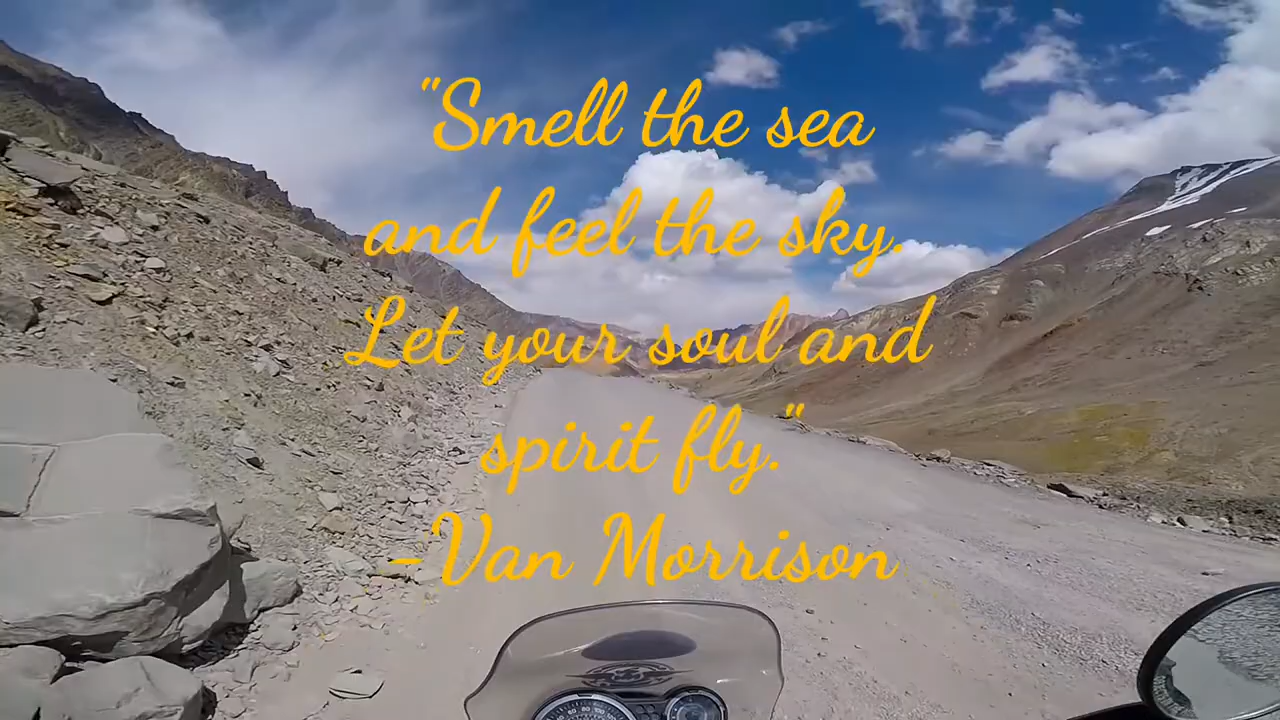 "Smell the sea
and feel the sky.
Let your soul and
spirit fly."
-Van Morrison